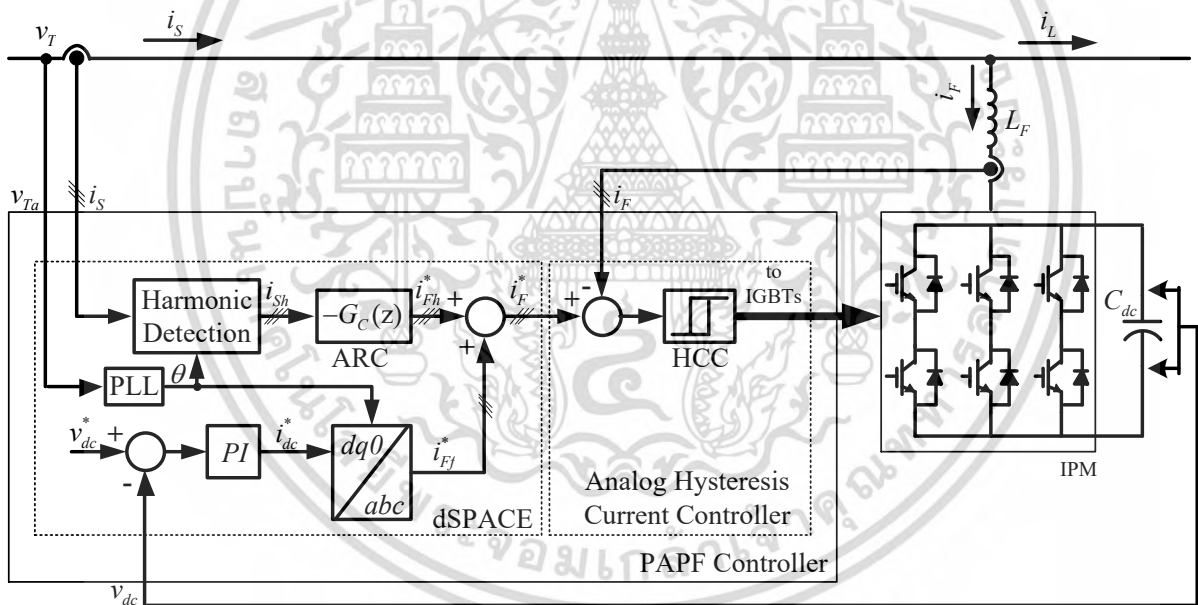 v_T
i_S
i_L
i_F
L_F
v_Ta
i_S
i_F
to
IGBTs
Harmonic
Detection
i_Sh
-G_C(z)
ARC
i*_Fh
+
+
i*_F
+
-
HCC
C_dc
PLL
θ
v*_dc
+
-
PI
i*_dc
dq0
abc
i*_Ff
dSPACE
Analog Hysteresis
Current Controller
IPM
PAPF Controller
v_dc